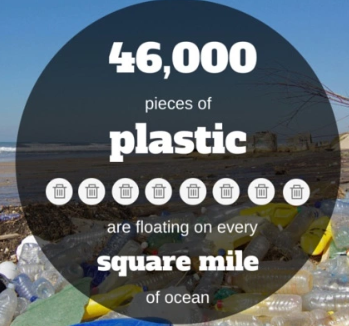 46,000
pieces of
plastic
are floating on every
square mile
of ocean